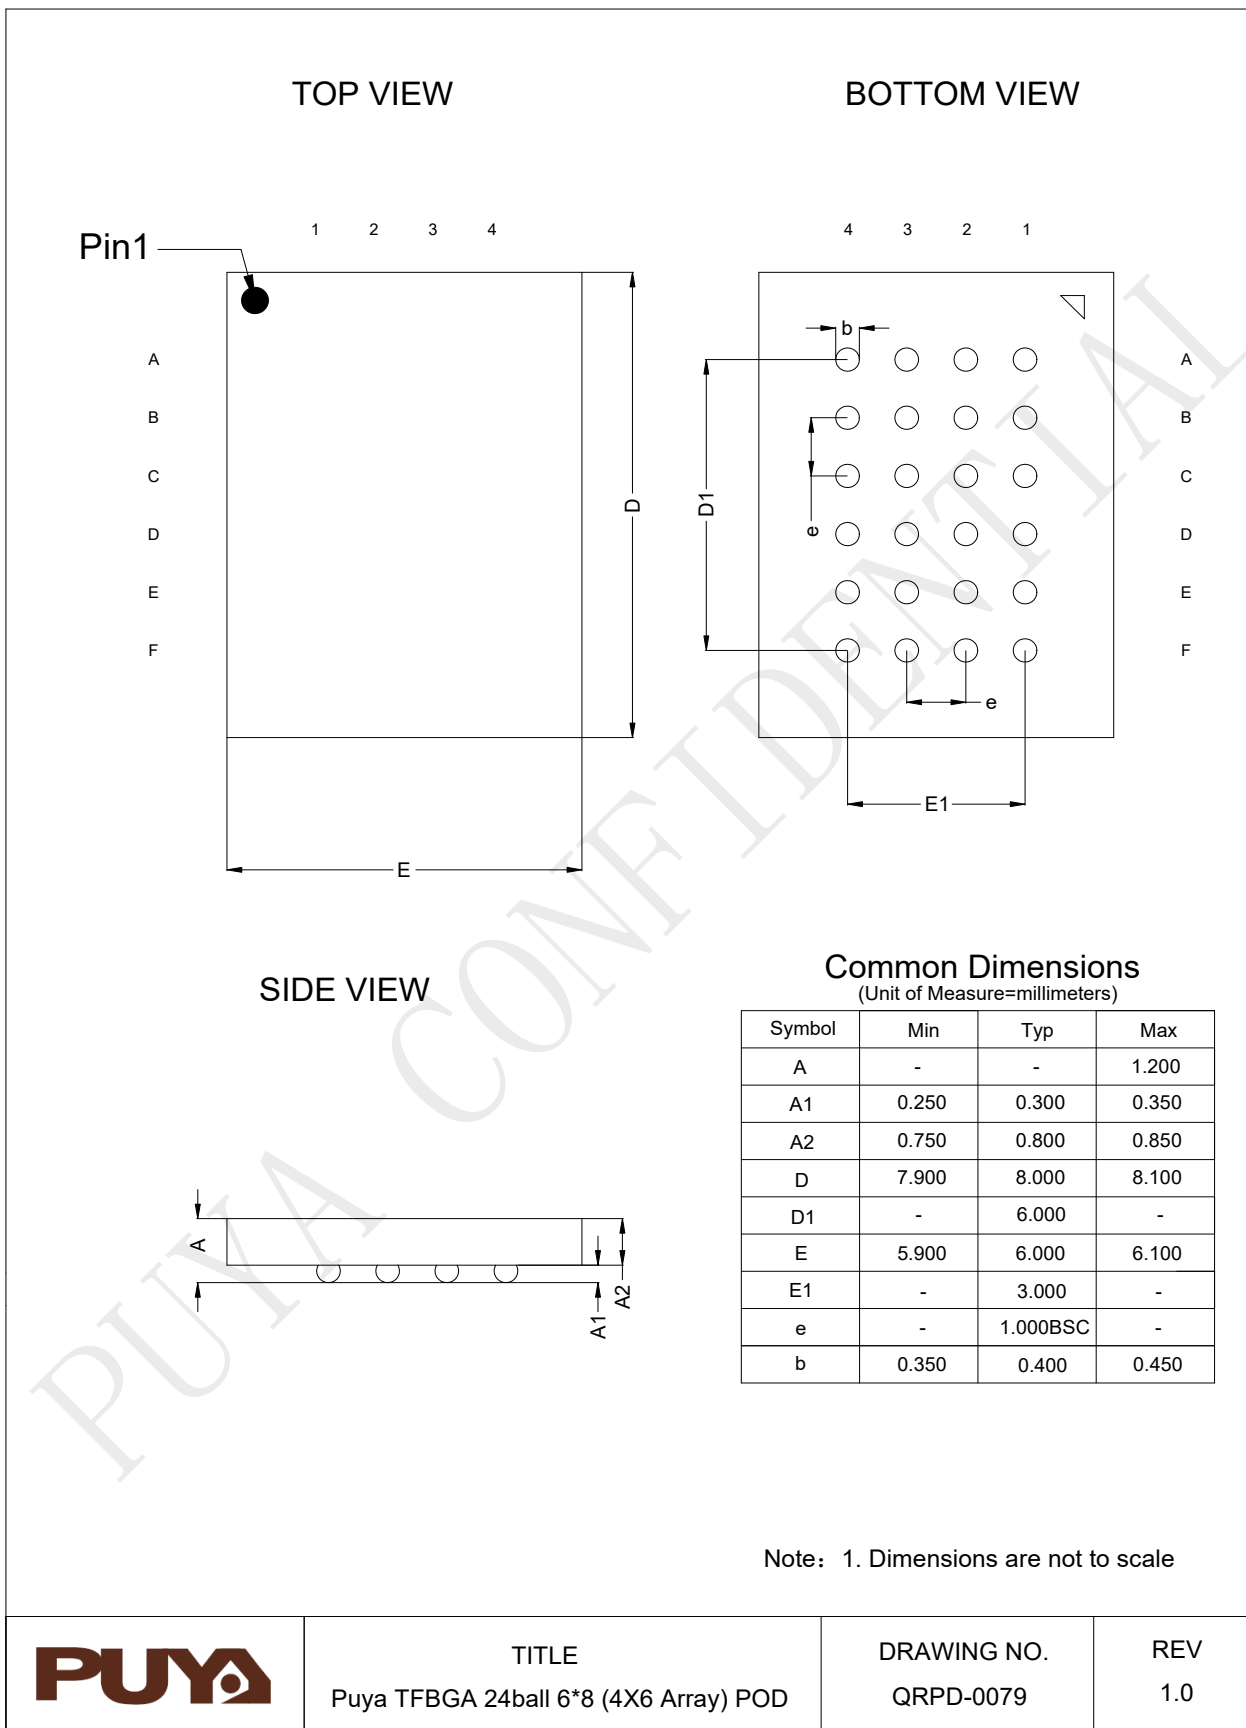 TOP VIEW
BOTTOM VIEW
1 2 3 4
4 3 2 1
Pin1
A
B
C
D
E
F
D
E
b
D1
e
e
E1
A
B
C
D
E
F
SIDE VIEW
A
A1
A2
Common Dimensions
(Unit of Measure=millimeters)
Symbol Min Typ Max
A - - 1.200
A1 0.250 0.300 0.350
A2 0.750 0.800 0.850
D 7.900 8.000 8.100
D1 - 6.000 -
E 5.900 6.000 6.100
E1 - 3.000 -
e - 1.000BSC -
b 0.350 0.400 0.450
PUYA CONFIDENTIAL
Note：1. Dimensions are not to scale
PUYA
TITLE
Puya TFBGA 24ball 6*8 (4X6 Array) POD
DRAWING NO.
QRPD-0079
REV
1.0